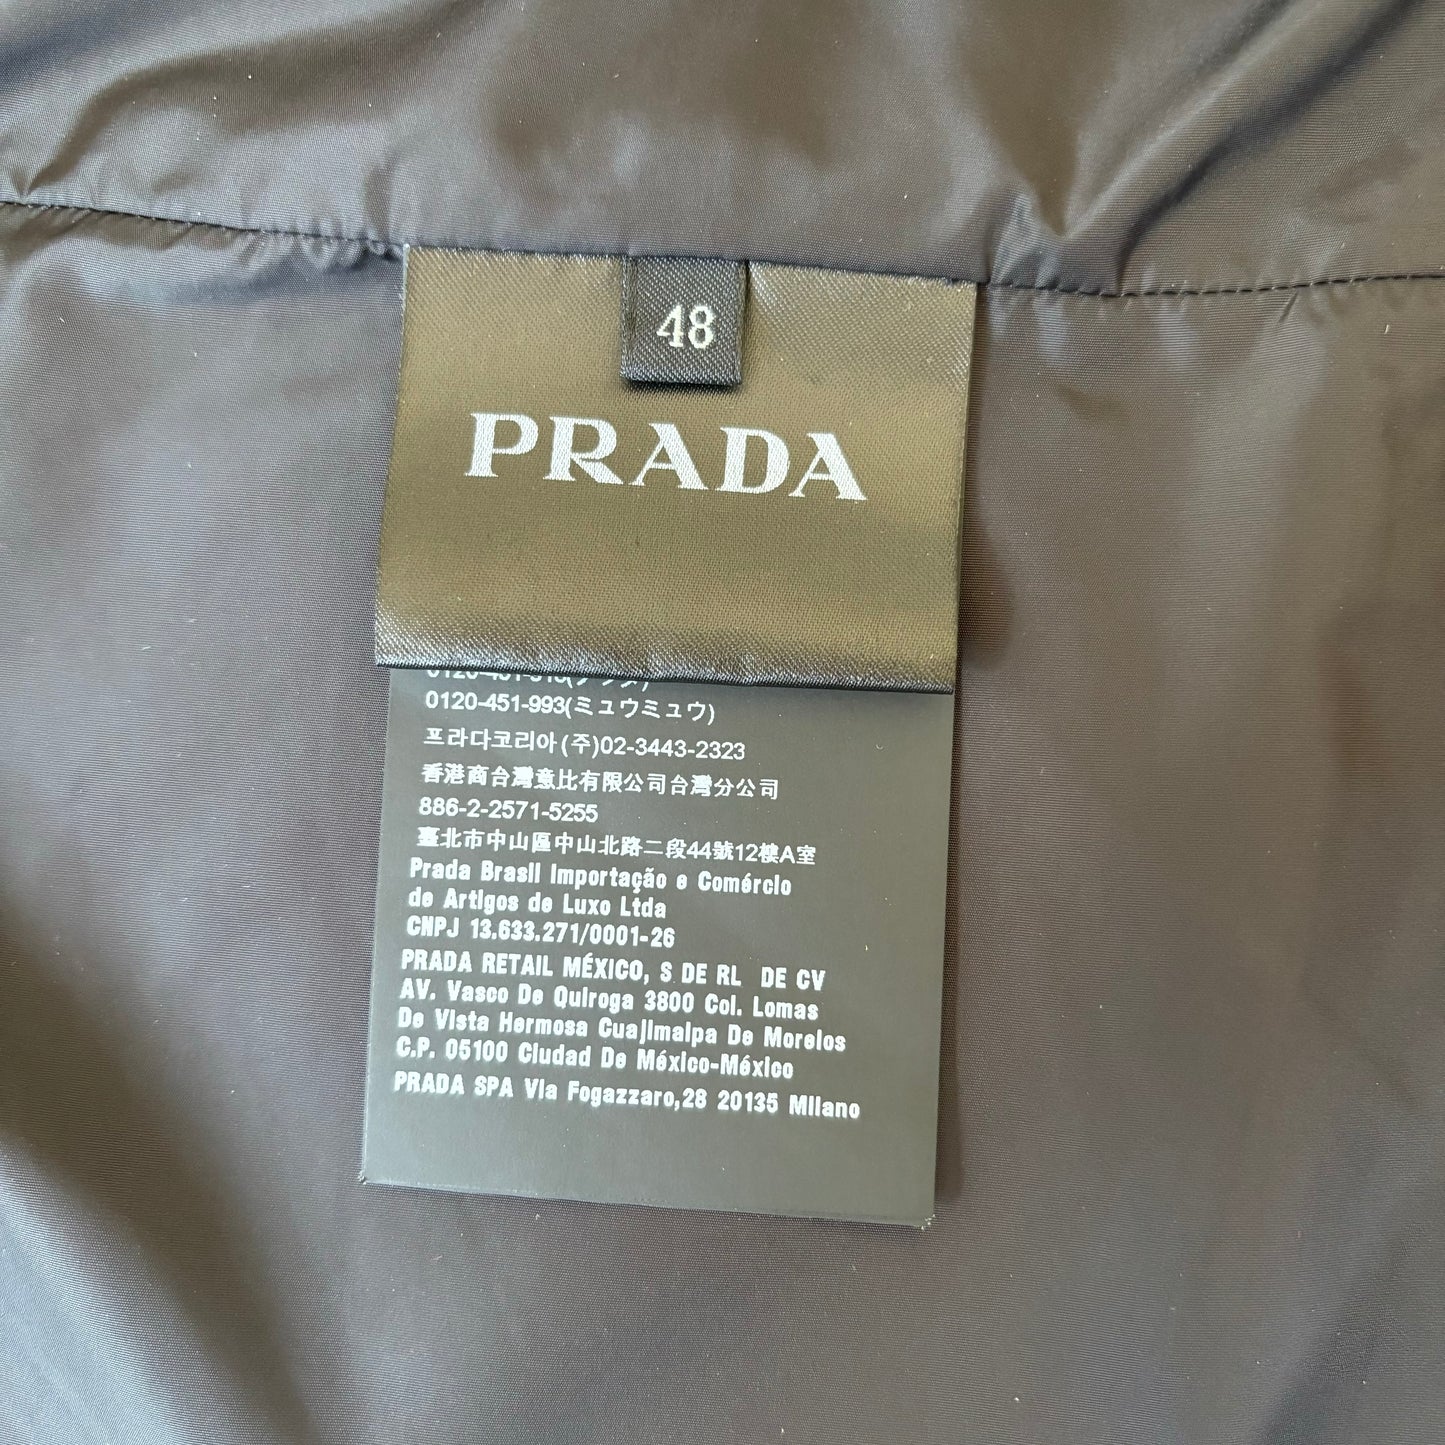 48
PRADA
0120-451-993(ミュウミュウ)
프라다코리아(주)02-3443-2323
香港商台灣意比有限公司台灣分公司
886-2-2571-5255
臺北市中山區中山北路二段44號12樓A室
Prada Brasil Importação e Comércio
de Artigos de Luxo Ltda
CNPJ 13.633.271/0001-26
PRADA RETAIL MÉXICO, S DE RL DE CV
AV. Vasco De Quiroga 3800 Col. Lomas
De Vista Hermosa Cuajimalpa De Morelos
C.P. 05100 Ciudad De México-México
PRADA SPA Via Fogazzaro,28 20135 Milano